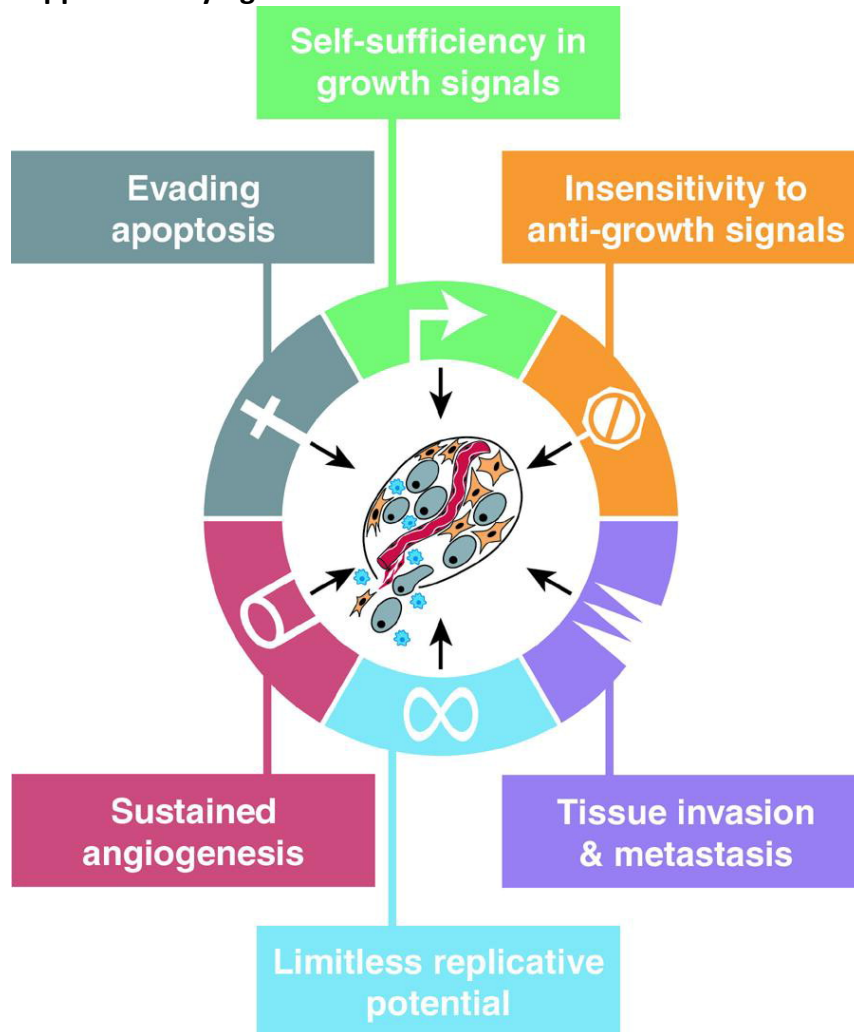 Self-sufficiency in
growth signals
Evading
apoptosis
Insensitivity to
anti-growth signals
Sustained
angiogenesis
Tissue invasion
& metastasis
Limitless replicative
potential